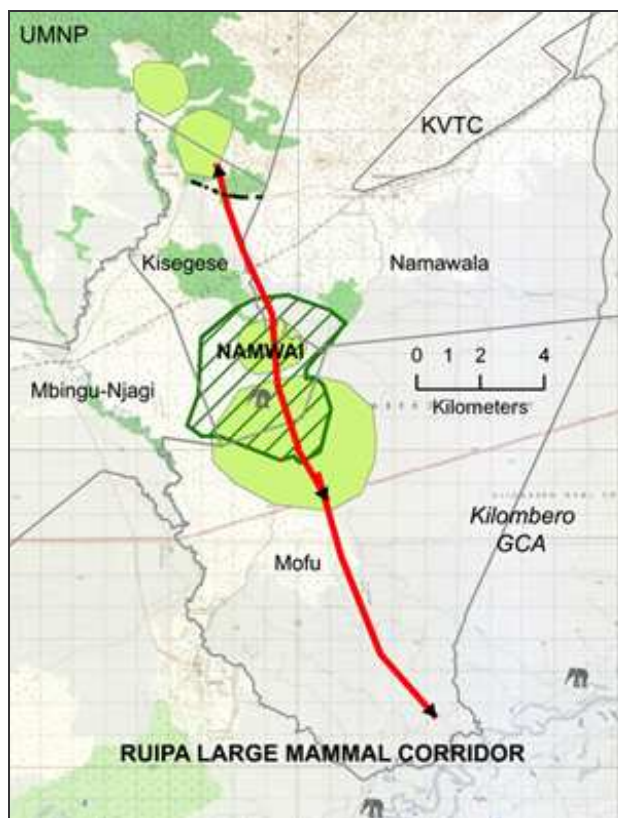 UMNP
KVTC
Kisegese
Namawala
NAMWAI
0 1 2 4
Kilometers
Mbingu-Njagi
Kilombero
GCA
Mofu
RUIPA LARGE MAMMAL CORRIDOR